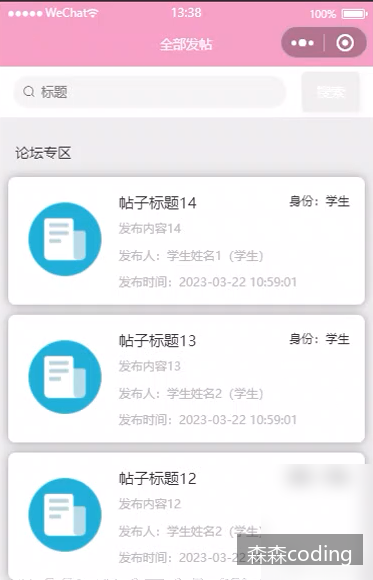 WeChat
13:38
100%
全部发帖
标题
搜索
论坛专区
帖子标题14
身份：学生
发布内容14
发布人：学生姓名1（学生）
发布时间：2023-03-22 10:59:01
帖子标题13
身份：学生
发布内容13
发布人：学生姓名2（学生）
发布时间：2023-03-22 10:59:01
帖子标题12
发布内容12
发布人：学生姓名2（学生）
发布时间：2023-03-22
森森coding